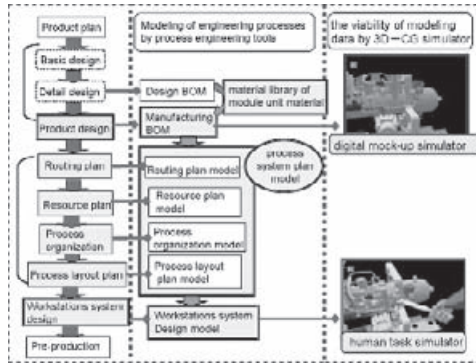 Product plan
Basic design
Detail design
Product design
Routing plan
Resource plan
Process
organization
Process layout plan
Workstations system
design
Pre-production
Modeling of engineering processes
by process engineering tools
Design BOM
material library of
module unit material
Manufacturing
BOM
process
system plan
model
Routing plan model
Resource plan
model
Process
organization model
Process layout
plan model
Workstations system
Design model
the viability of modeling
data by 3D-CG simulator
digital mock-up simulator
human task simulator